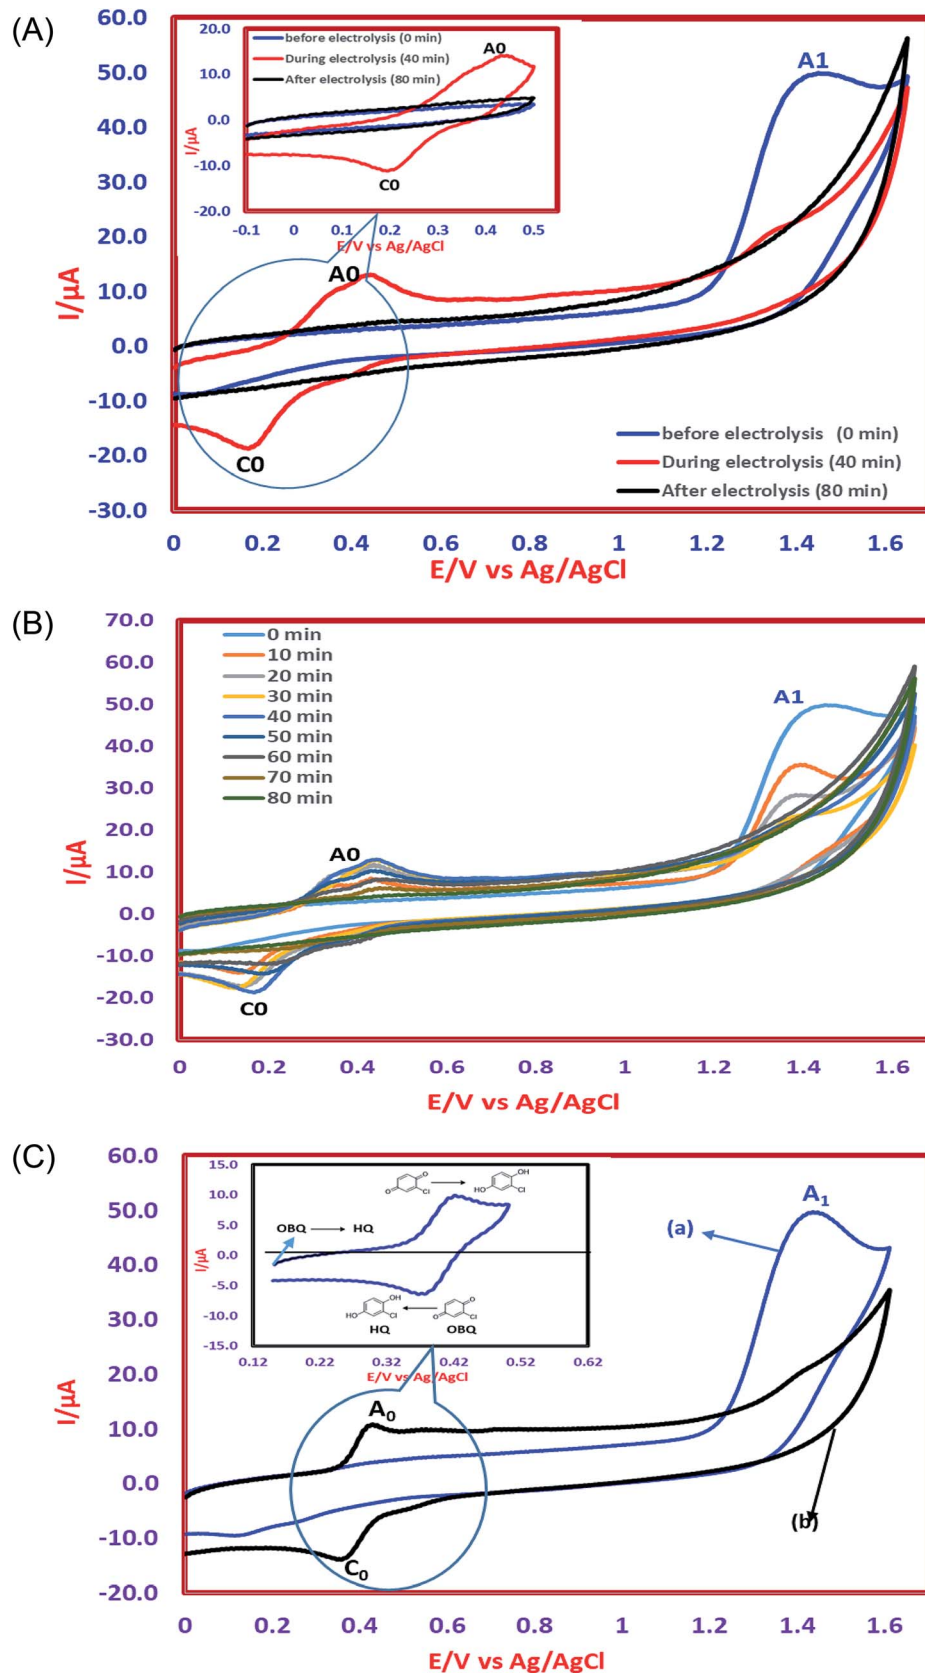 (A)
60.0
50.0
40.0
30.0
20.0
10.0
0.0
-10.0
-20.0
-30.0
I/µA
20.0
10.0
0.0
-10.0
-20.0
I/µA
before electrolysis (0 min)
During electrolysis (40 min)
After electrolysis (80 min)
A0
C0
-0.1 0 0.1 0.2 0.3 0.4 0.5
E/V vs Ag/AgCl
A1
A0
C0
before electrolysis (0 min)
During electrolysis (40 min)
After electrolysis (80 min)
0 0.2 0.4 0.6 0.8 1 1.2 1.4 1.6
E/V vs Ag/AgCl
(B)
70.0
60.0
50.0
40.0
30.0
20.0
10.0
0.0
-10.0
-20.0
-30.0
I/µA
0 min
10 min
20 min
30 min
40 min
50 min
60 min
70 min
80 min
A1
A0
C0
0 0.2 0.4 0.6 0.8 1 1.2 1.4 1.6
E/V vs Ag/AgCl
(C)
60.0
50.0
40.0
30.0
20.0
10.0
0.0
-10.0
-20.0
I/µA
15.0
10.0
5.0
0.0
-5.0
-10.0
-15.0
I/µA
O
O
Cl
OH
HO
Cl
OBQ HQ
OH
HO
Cl
O
O
Cl
HQ OBQ
0.12 0.22 0.32 0.42 0.52 0.62
E/V vs Ag/AgCl
A₁
(a)
A₀
C₀
(b)
0 0.2 0.4 0.6 0.8 1 1.2 1.4 1.6
E/V vs Ag/AgCl